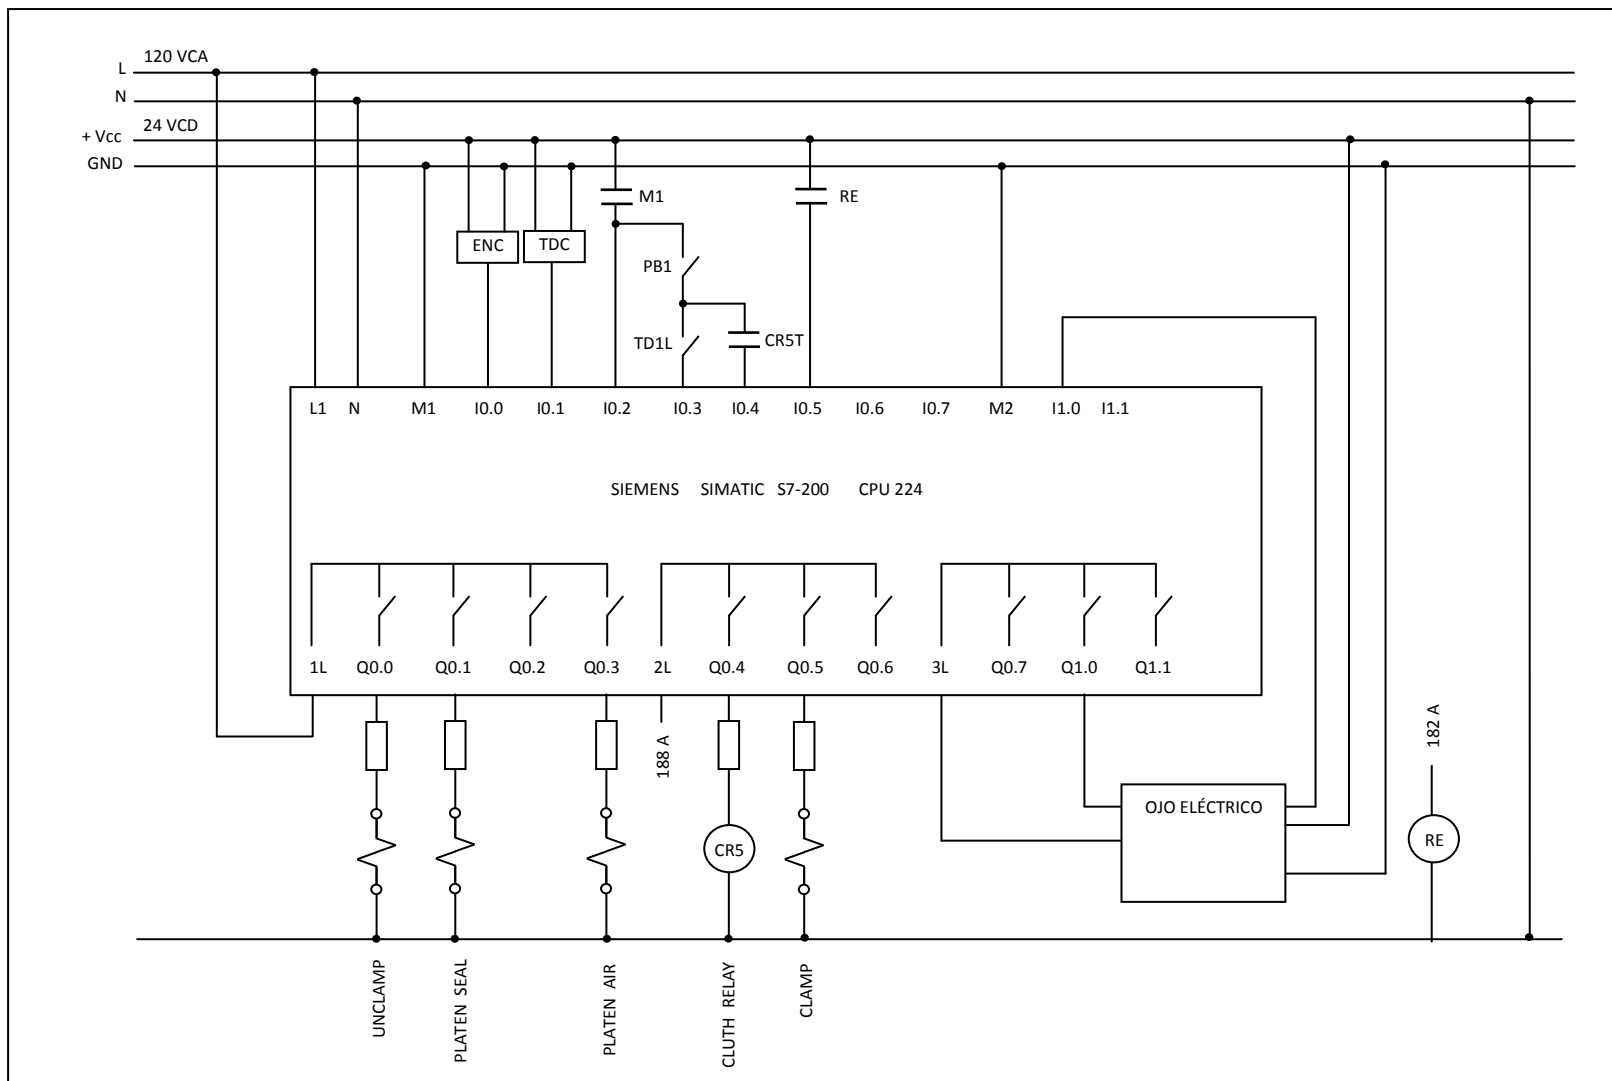 120 VCA
L
N
24 VCD
+ Vcc
GND
M1
RE
ENC
TDC
PB1
TD1L
CR5T
L1 N M1 I0.0 I0.1 I0.2 I0.3 I0.4 I0.5 I0.6 I0.7 M2 I1.0 I1.1
SIEMENS SIMATIC S7-200 CPU 224
1L Q0.0 Q0.1 Q0.2 Q0.3 2L Q0.4 Q0.5 Q0.6 3L Q0.7 Q1.0 Q1.1
188 A
182 A
OJO ELÉCTRICO
CR5
RE
UNCLAMP
PLATEN SEAL
PLATEN AIR
CLUTH RELAY
CLAMP